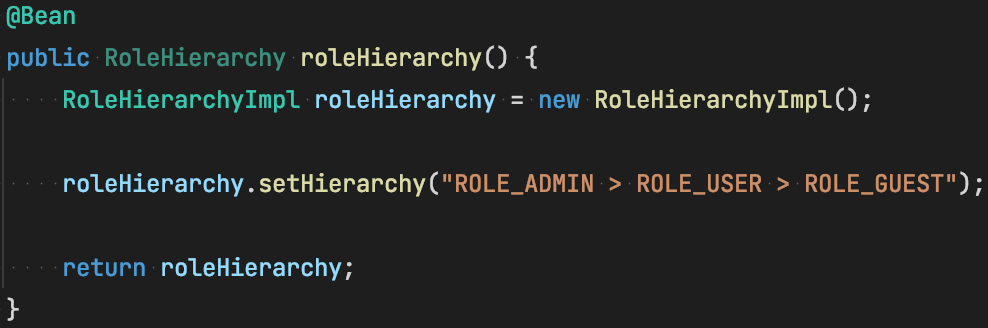 @Bean
public RoleHierarchy roleHierarchy() {
    RoleHierarchyImpl roleHierarchy = new RoleHierarchyImpl();

    roleHierarchy.setHierarchy("ROLE_ADMIN > ROLE_USER > ROLE_GUEST");

    return roleHierarchy;
}